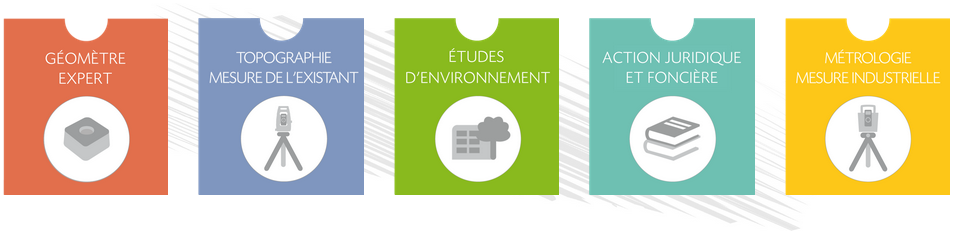 GÉOMÈTRE
EXPERT
TOPOGRAPHIE
MESURE DE L'EXISTANT
ÉTUDES
D'ENVIRONNEMENT
ACTION JURIDIQUE
ET FONCIÈRE
MÉTROLOGIE
MESURE INDUSTRIELLE